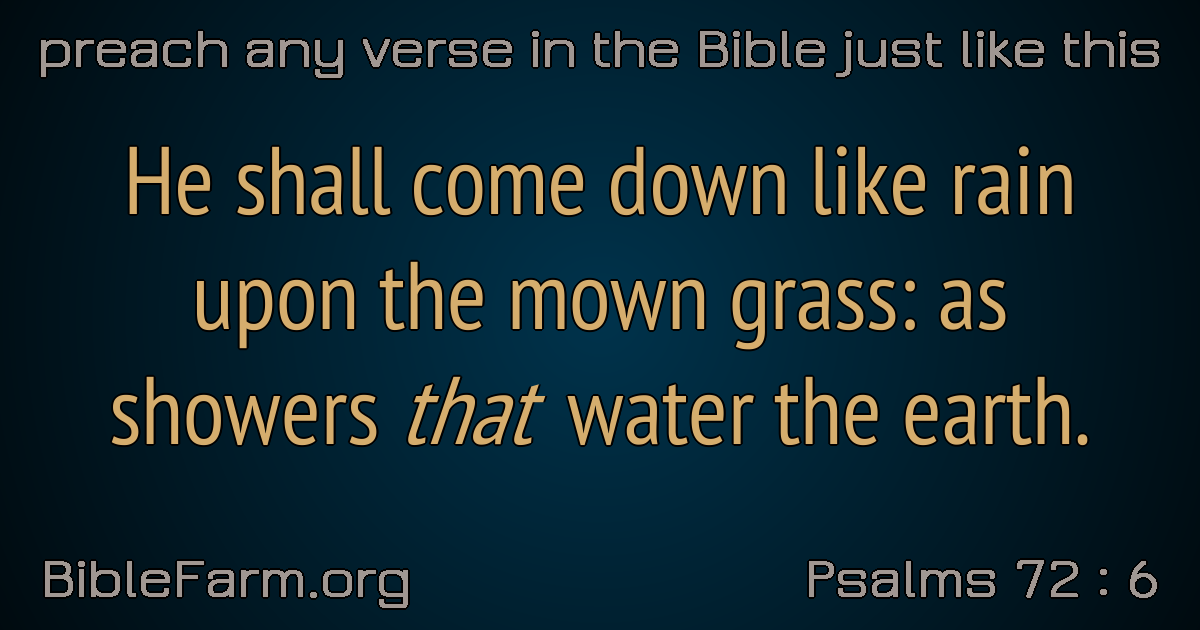 preach any verse in the Bible just like this
He shall come down like rain
upon the mown grass: as
showers that water the earth.
BibleFarm.org
Psalms 72 : 6